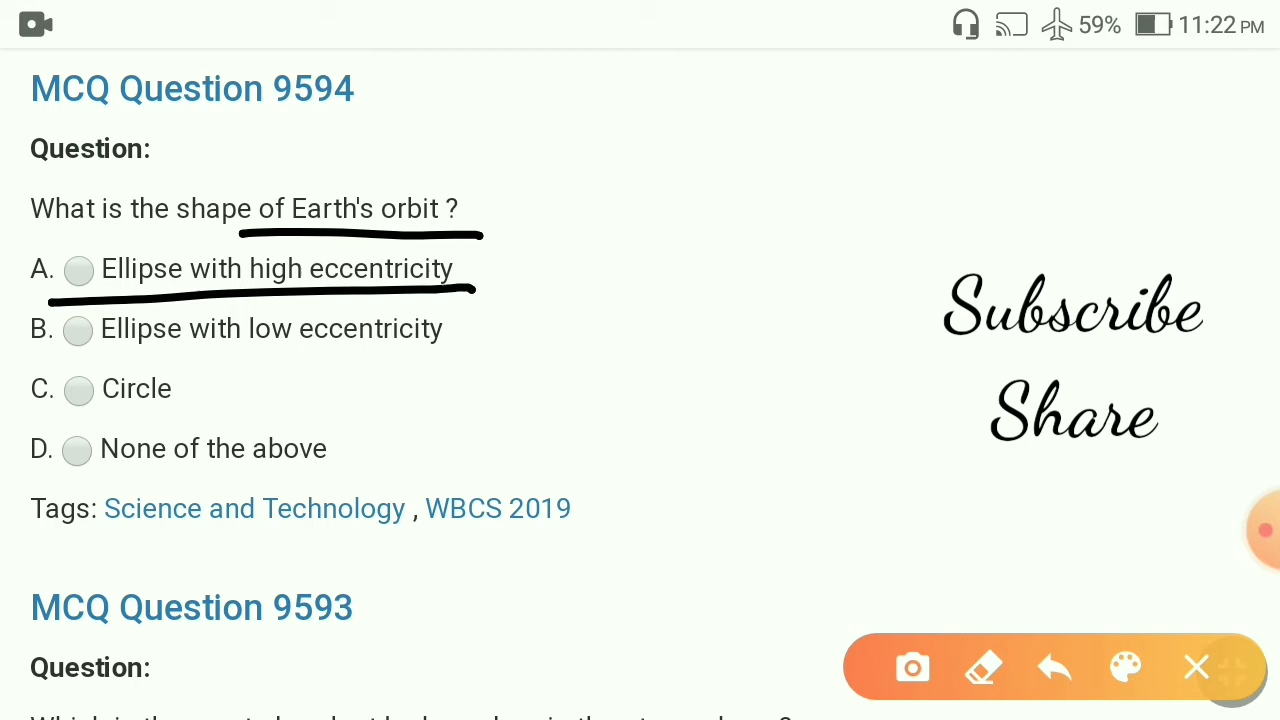 59% 11:22 PM
MCQ Question 9594
Question:
What is the shape of Earth's orbit ?
A. Ellipse with high eccentricity
B. Ellipse with low eccentricity
C. Circle
D. None of the above
Tags: Science and Technology , WBCS 2019
Subscribe
Share
MCQ Question 9593
Question: